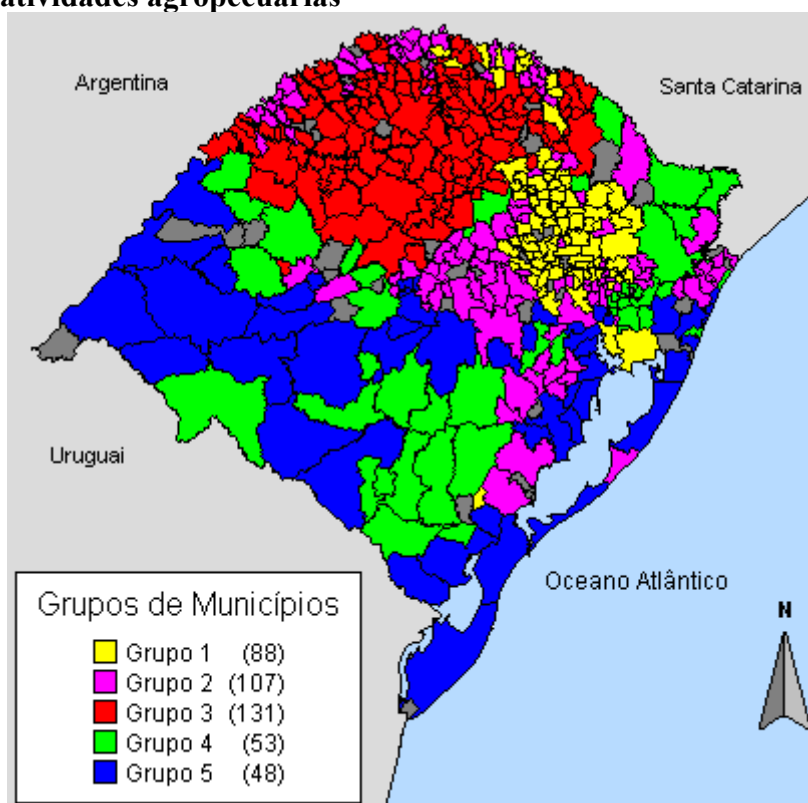 atividades agropecuárias
Argentina
Santa Catarina
Uruguai
Oceano Atlântico
N
Grupos de Municípios
Grupo 1 (88)
Grupo 2 (107)
Grupo 3 (131)
Grupo 4 (53)
Grupo 5 (48)